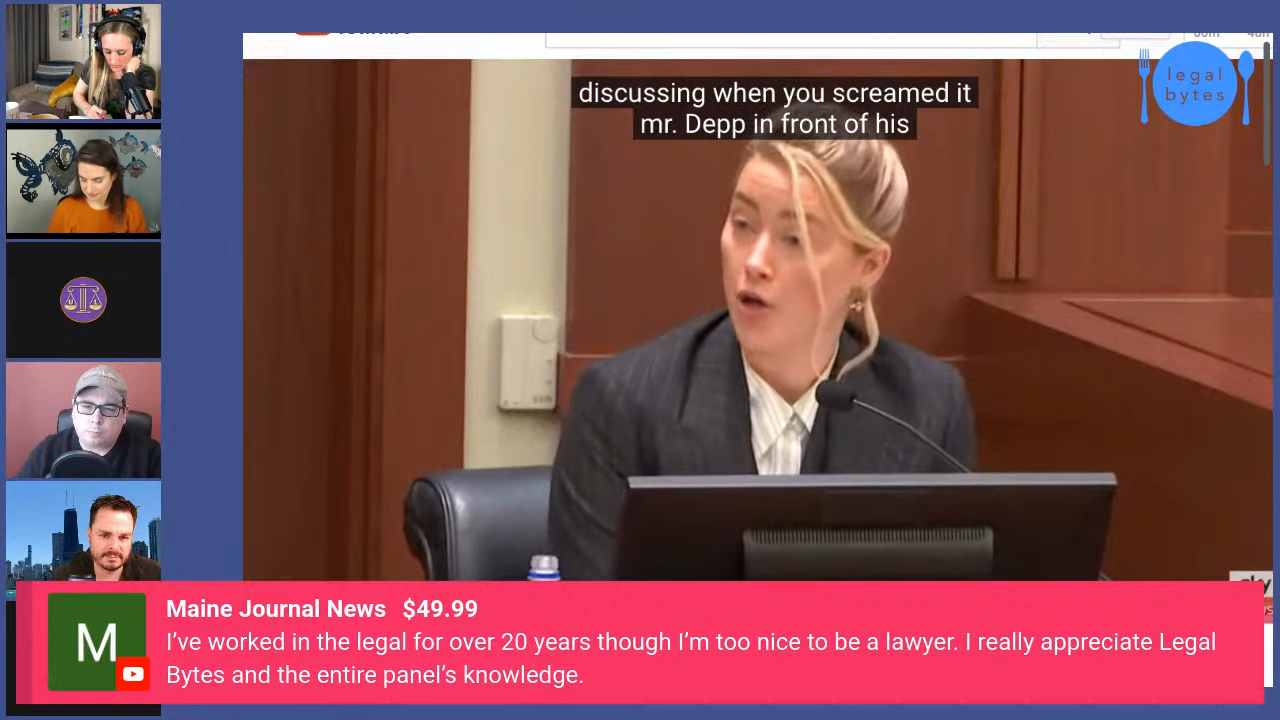 discussing when you screamed it
mr. Depp in front of his
legal
bytes
sky
Maine Journal News $49.99
M
I’ve worked in the legal for over 20 years though I’m too nice to be a lawyer. I really appreciate Legal
Bytes and the entire panel’s knowledge.